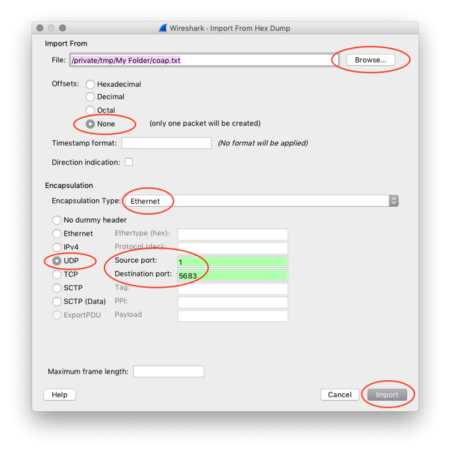 Wireshark · Import From Hex Dump
Import From
File: /private/tmp/My Folder/coap.txt Browse...
Offsets: Hexadecimal
Decimal
Octal
None (only one packet will be created)
Timestamp format: (No format will be applied)
Direction indication:
Encapsulation
Encapsulation Type: Ethernet
No dummy header
Ethernet Ethertype (hex):
IPv4 Protocol (dec):
UDP Source port: 1
TCP Destination port: 5683
SCTP Tag:
SCTP (Data) PPI:
ExportPDU Payload
Maximum frame length:
Help Cancel Import